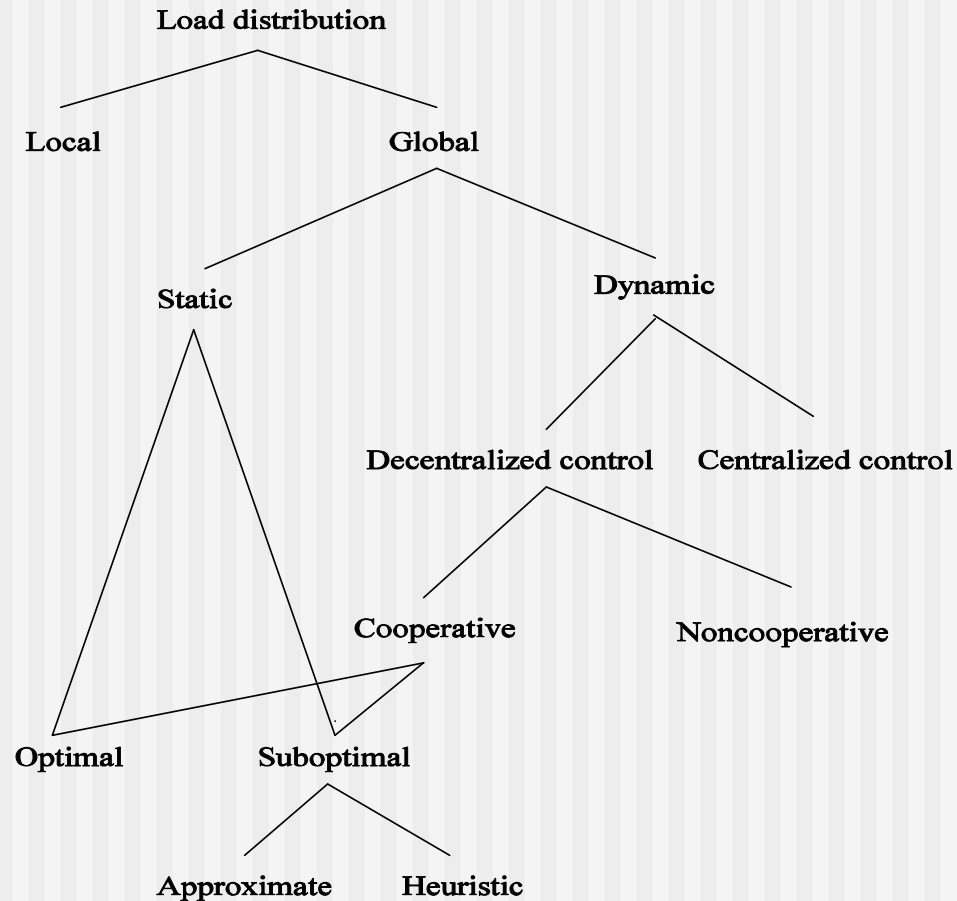 Load distribution
Local
Global
Static
Dynamic
Decentralized control
Centralized control
Cooperative
Noncooperative
Optimal
Suboptimal
Approximate
Heuristic